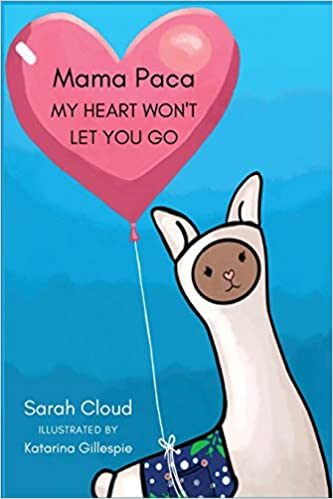 Mama Paca
MY HEART WON'T
LET YOU GO
Sarah Cloud
ILLUSTRATED BY
Katarina Gillespie